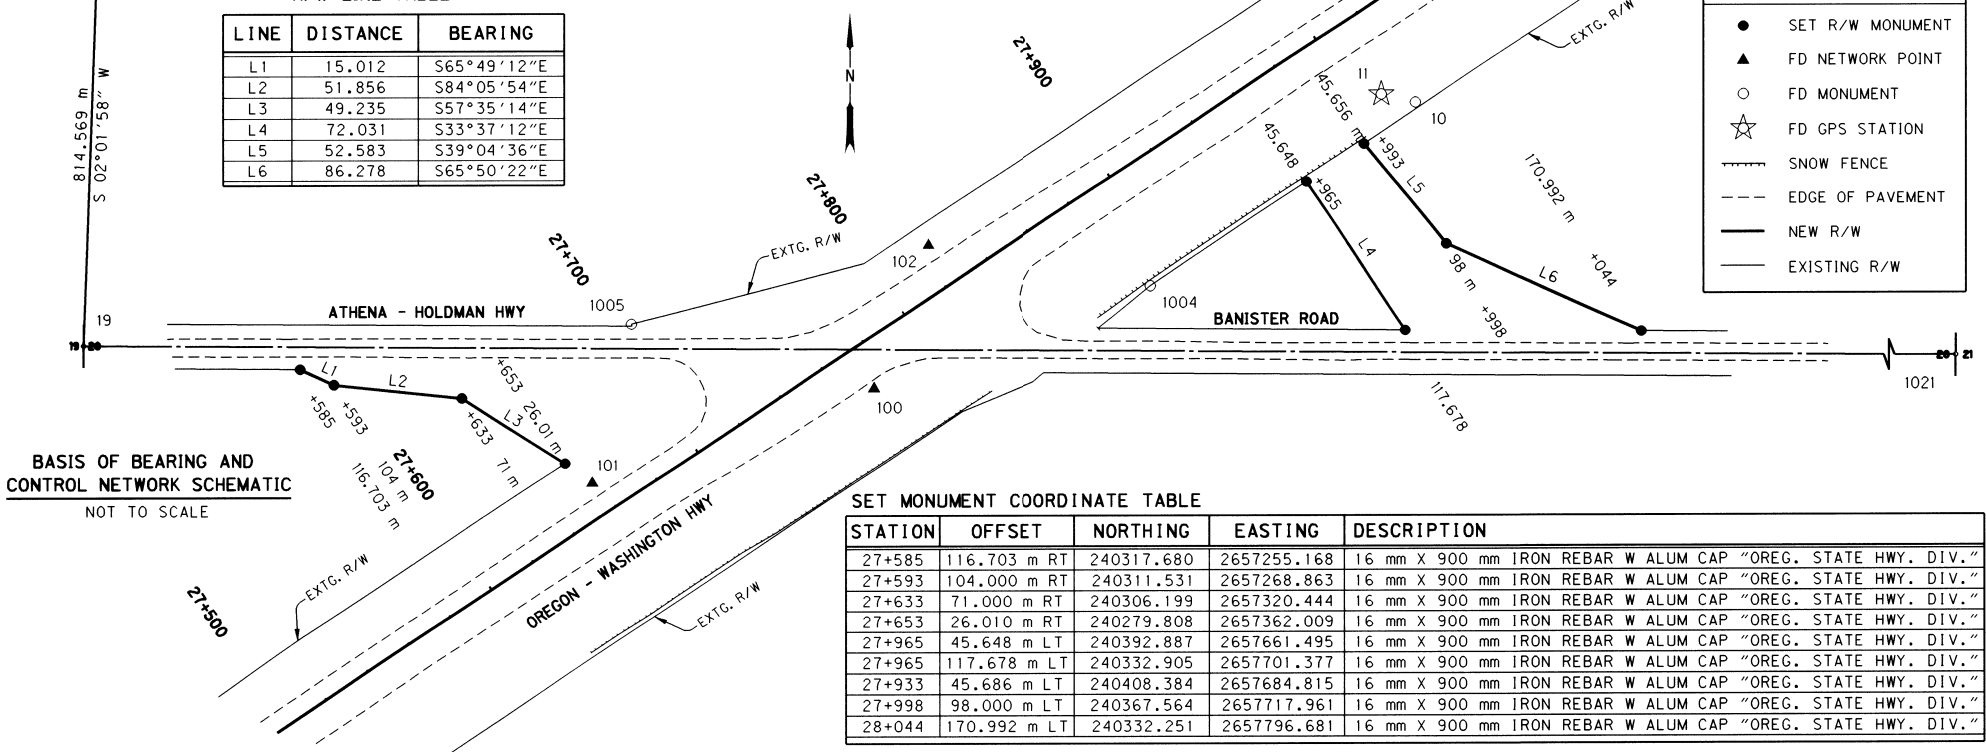 LINE DISTANCE BEARING
L1 15.012 S65°49'12"E
L2 51.856 S84°05'54"E
L3 49.235 S57°35'14"E
L4 72.031 S33°37'12"E
L5 52.583 S39°04'36"E
L6 86.278 S65°50'22"E
814.569 m
S 02°01'58" W
N
27+900
27+800
27+700
27+600
27+500
SET R/W MONUMENT
FD NETWORK POINT
FD MONUMENT
FD GPS STATION
SNOW FENCE
EDGE OF PAVEMENT
NEW R/W
EXISTING R/W
EXTG. R/W
11
10
45.656 m
+993
L5
45.648
+965
L4
170.992 m
+044
L6
98 m
+998
EXTG. R/W
102
1005
1004
ATHENA - HOLDMAN HWY
BANISTER ROAD
19
19 20
20 21
1021
L1
L2
L3
+585
+593
+633
+653
26.01 m
71 m
104 m
116.703 m
100
101
117.678
BASIS OF BEARING AND
CONTROL NETWORK SCHEMATIC
NOT TO SCALE
EXTG. R/W
OREGON - WASHINGTON HWY
EXTG. R/W
SET MONUMENT COORDINATE TABLE
STATION OFFSET NORTHING EASTING DESCRIPTION
27+585 116.703 m RT 240317.680 2657255.168 16 mm X 900 mm IRON REBAR W ALUM CAP "OREG. STATE HWY. DIV."
27+593 104.000 m RT 240311.531 2657268.863 16 mm X 900 mm IRON REBAR W ALUM CAP "OREG. STATE HWY. DIV."
27+633 71.000 m RT 240306.199 2657320.444 16 mm X 900 mm IRON REBAR W ALUM CAP "OREG. STATE HWY. DIV."
27+653 26.010 m RT 240279.808 2657362.009 16 mm X 900 mm IRON REBAR W ALUM CAP "OREG. STATE HWY. DIV."
27+965 45.648 m LT 240392.887 2657661.495 16 mm X 900 mm IRON REBAR W ALUM CAP "OREG. STATE HWY. DIV."
27+965 117.678 m LT 240332.905 2657701.377 16 mm X 900 mm IRON REBAR W ALUM CAP "OREG. STATE HWY. DIV."
27+933 45.686 m LT 240408.384 2657684.815 16 mm X 900 mm IRON REBAR W ALUM CAP "OREG. STATE HWY. DIV."
27+998 98.000 m LT 240367.564 2657717.961 16 mm X 900 mm IRON REBAR W ALUM CAP "OREG. STATE HWY. DIV."
28+044 170.992 m LT 240332.251 2657796.681 16 mm X 900 mm IRON REBAR W ALUM CAP "OREG. STATE HWY. DIV."